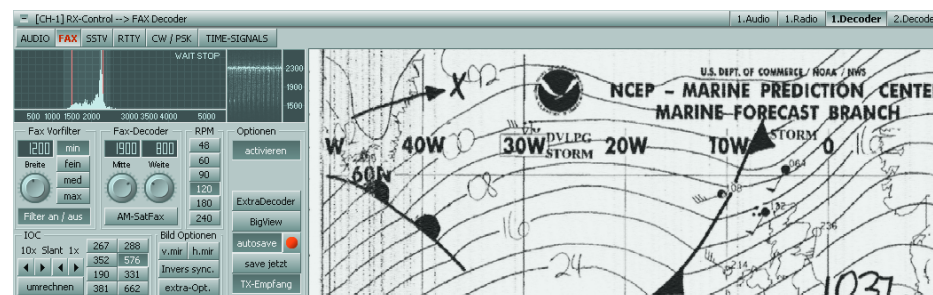 [CH-1] RX-Control --> FAX Decoder
1.Audio 1.Radio 1.Decoder 2.Decode
AUDIO FAX SSTV RTTY CW / PSK TIME-SIGNALS
WAIT STOP
2300
1900
1500
500 1000 1500 2000 3000 3500 4000 5000
Fax Vorfilter Fax-Decoder RPM Optionen
1200 min 1900 800 48 activieren
Breite fein Mitte Weite 60
med 90
max 120
180 ExtraDecoder
Filter an / aus AM-SatFax 240 BigView
IOC Bild Optionen
10x Slant 1x 267 288 v.mir h.mir autosave
352 576 Invers sync. save jetzt
190 331
umrechnen 381 662 extra-Opt. TX-Empfang
U.S. DEPT. OF COMMERCE / NOAA / NWS
NCEP - MARINE PREDICTION CENTE
MARINE FORECAST BRANCH
X
W 40W 30W DVLPG STORM 20W 10W STORM 0
60N
064
108
132
736
214
24
1037